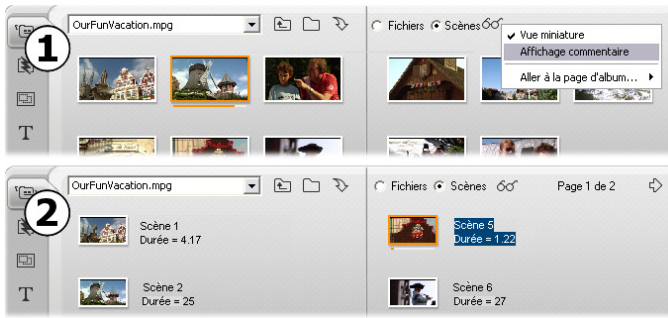 1
OurFunVacation.mpg
Fichiers Scènes
Vue miniature
Affichage commentaire
Aller à la page d'album...
T
2
OurFunVacation.mpg
Fichiers Scènes Page 1 de 2
Scène 1
Durée = 4.17
Scène 5
Durée = 1.22
Scène 2
Durée = 25
Scène 6
Durée = 27
T